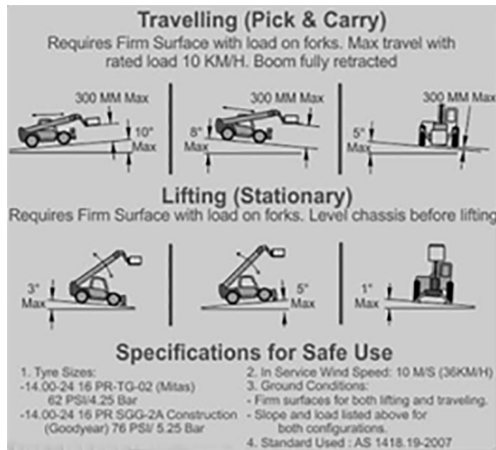 Travelling (Pick & Carry)
Requires Firm Surface with load on forks. Max travel with
rated load 10 KM/H. Boom fully retracted
300 MM Max
10°
Max
300 MM Max
8°
Max
300 MM Max
5°
Max
Lifting (Stationary)
Requires Firm Surface with load on forks. Level chassis before lifting
3°
Max
5°
Max
1°
Max
Specifications for Safe Use
1. Tyre Sizes:
-14.00-24 16 PR-TG-02 (Mitas)
62 PSI/4.25 Bar
-14.00-24 16 PR SGG-2A Construction
(Goodyear) 76 PSI/ 5.25 Bar
2. In Service Wind Speed: 10 M/S (36KM/H)
3. Ground Conditions:
- Firm surfaces for both lifting and traveling.
- Slope and load listed above for
both configurations.
4. Standard Used : AS 1418.19-2007